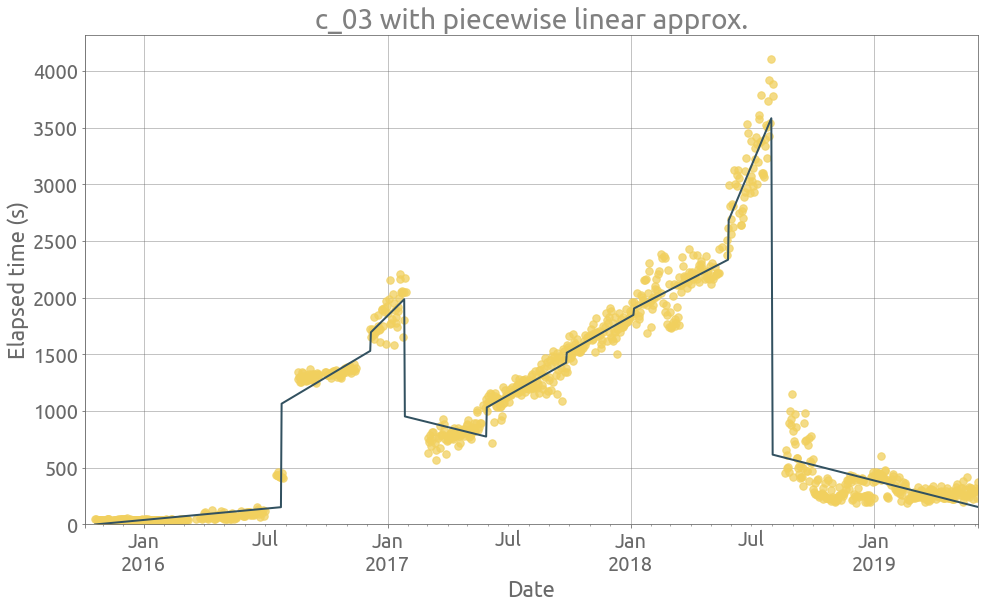 c_03 with piecewise linear approx.
Elapsed time (s)
4000
3500
3000
2500
2000
1500
1000
500
0
Jan
2016
Jul
Jan
2017
Jul
Jan
2018
Jul
Jan
2019
Date